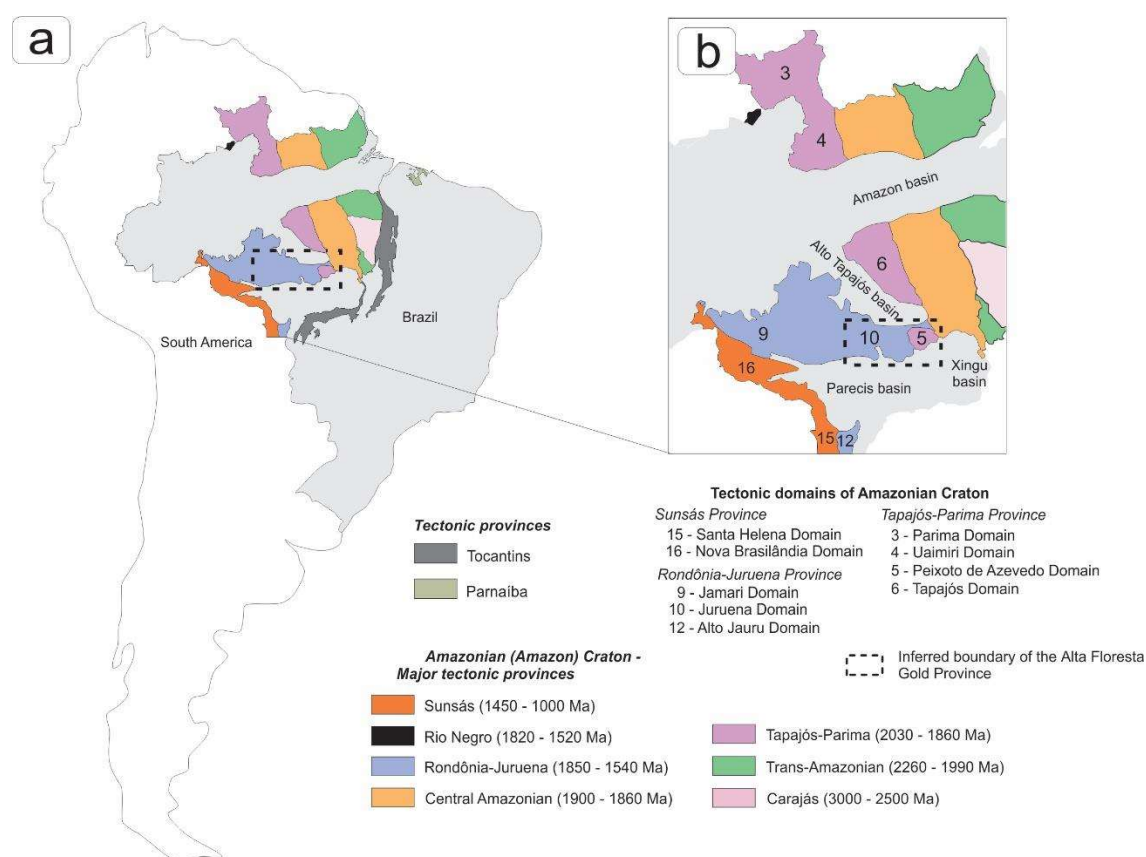 a
South America
Brazil
b
3
4
Amazon basin
Alto Tapajós basin
6
9
10
5
16
Xingu
basin
Parecis basin
15
12
Tectonic provinces
Tocantins
Parnaíba
Tectonic domains of Amazonian Craton
Sunsás Province
15 - Santa Helena Domain
16 - Nova Brasilândia Domain
Rondônia-Juruena Province
9 - Jamari Domain
10 - Juruena Domain
12 - Alto Jauru Domain
Tapajós-Parima Province
3 - Parima Domain
4 - Uaimiri Domain
5 - Peixoto de Azevedo Domain
6 - Tapajós Domain
Inferred boundary of the Alta Floresta
Gold Province
Amazonian (Amazon) Craton -
Major tectonic provinces
Sunsás (1450 - 1000 Ma)
Rio Negro (1820 - 1520 Ma)
Rondônia-Juruena (1850 - 1540 Ma)
Central Amazonian (1900 - 1860 Ma)
Tapajós-Parima (2030 - 1860 Ma)
Trans-Amazonian (2260 - 1990 Ma)
Carajás (3000 - 2500 Ma)